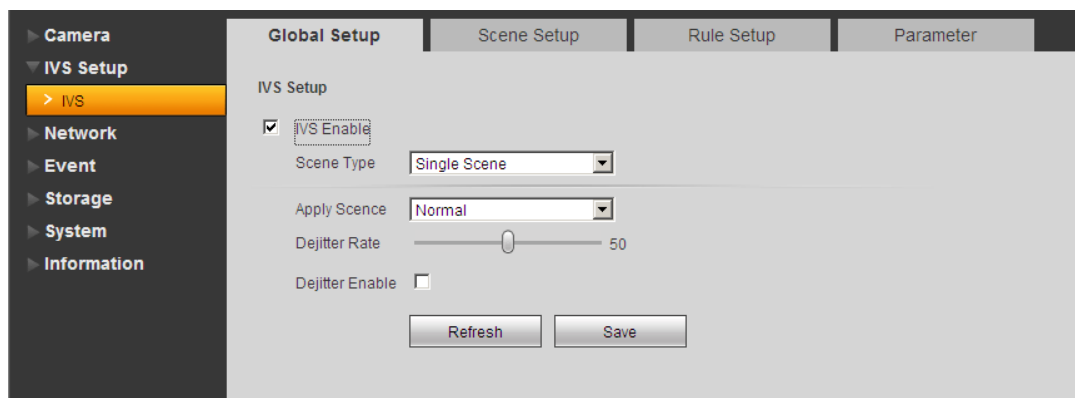 Camera
IVS Setup
> IVS
Network
Event
Storage
System
Information
Global Setup
Scene Setup
Rule Setup
Parameter
IVS Setup
IVS Enable
Scene Type Single Scene
Apply Scence Normal
Dejitter Rate 50
Dejitter Enable
Refresh Save